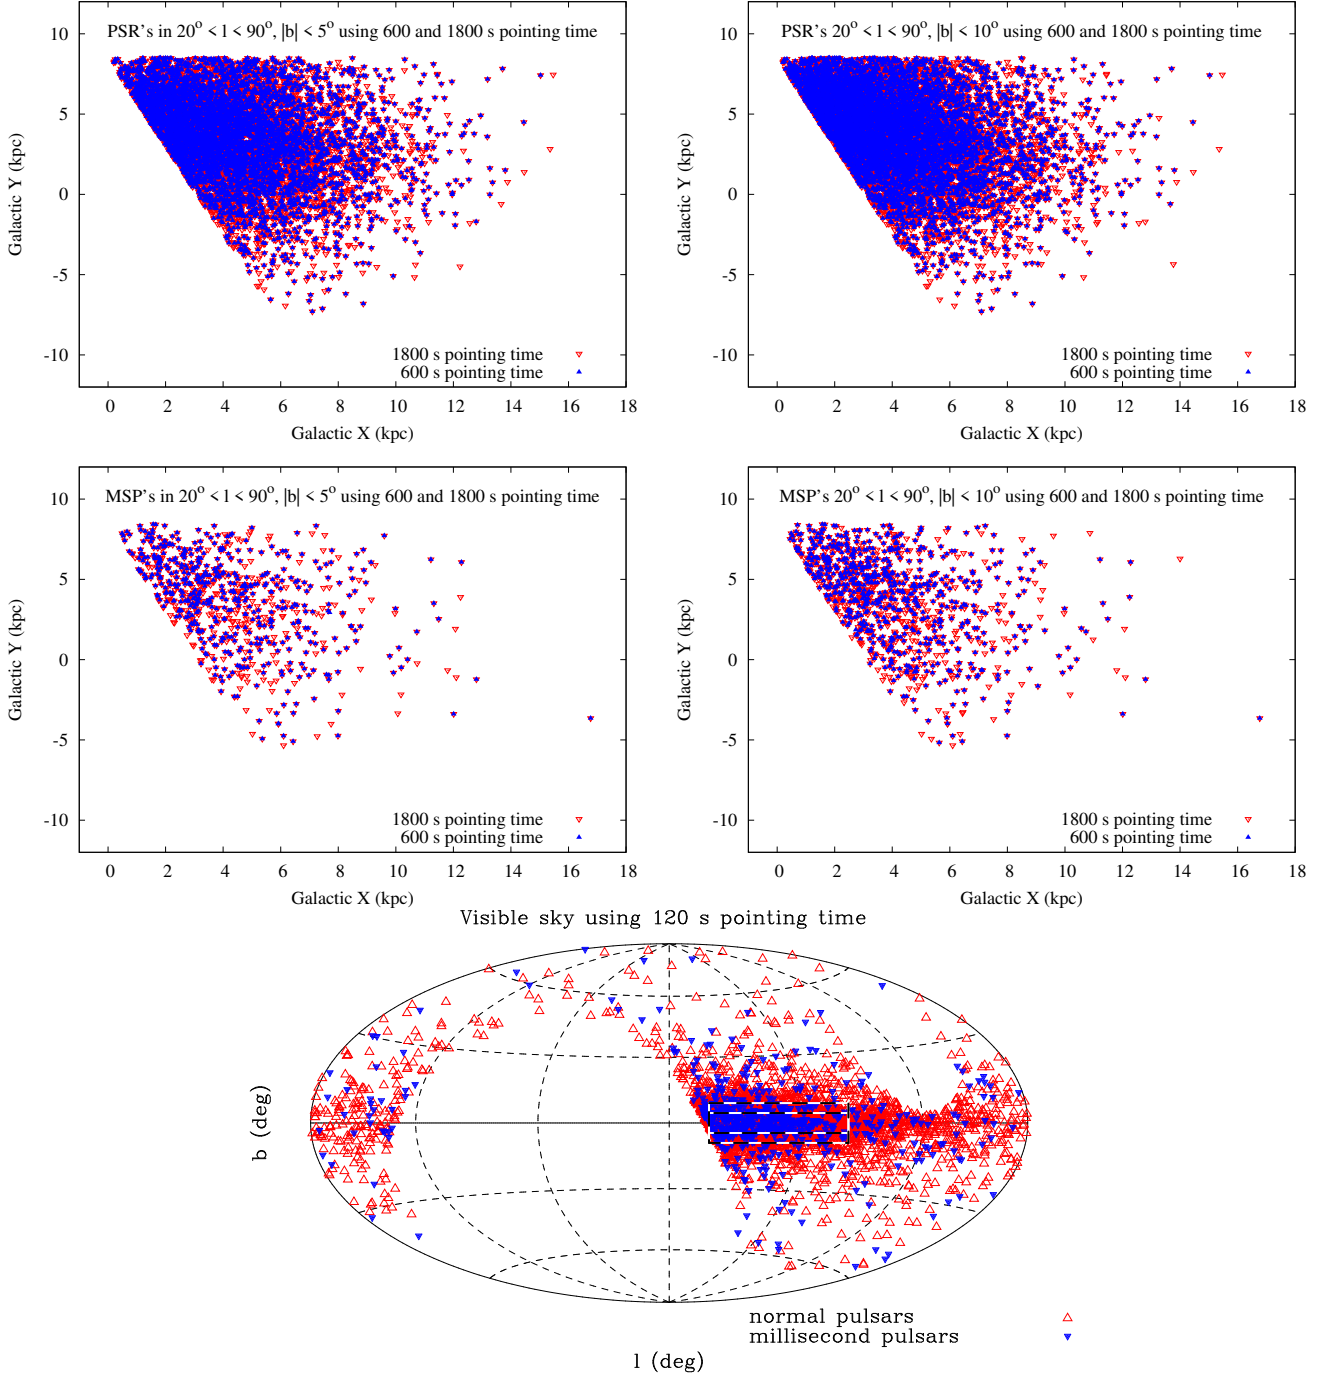 PSR's in 20° < l < 90°, |b| < 5° using 600 and 1800 s pointing time
10
5
0
-5
-10
Galactic Y (kpc)
1800 s pointing time
600 s pointing time
0 2 4 6 8 10 12 14 16 18
Galactic X (kpc)
PSR's 20° < l < 90°, |b| < 10° using 600 and 1800 s pointing time
10
5
0
-5
-10
Galactic Y (kpc)
1800 s pointing time
600 s pointing time
0 2 4 6 8 10 12 14 16 18
Galactic X (kpc)
MSP's in 20° < l < 90°, |b| < 5° using 600 and 1800 s pointing time
10
5
0
-5
-10
Galactic Y (kpc)
1800 s pointing time
600 s pointing time
0 2 4 6 8 10 12 14 16 18
Galactic X (kpc)
MSP's 20° < l < 90°, |b| < 10° using 600 and 1800 s pointing time
10
5
0
-5
-10
Galactic Y (kpc)
1800 s pointing time
600 s pointing time
0 2 4 6 8 10 12 14 16 18
Galactic X (kpc)
Visible sky using 120 s pointing time
b (deg)
normal pulsars
millisecond pulsars
l (deg)